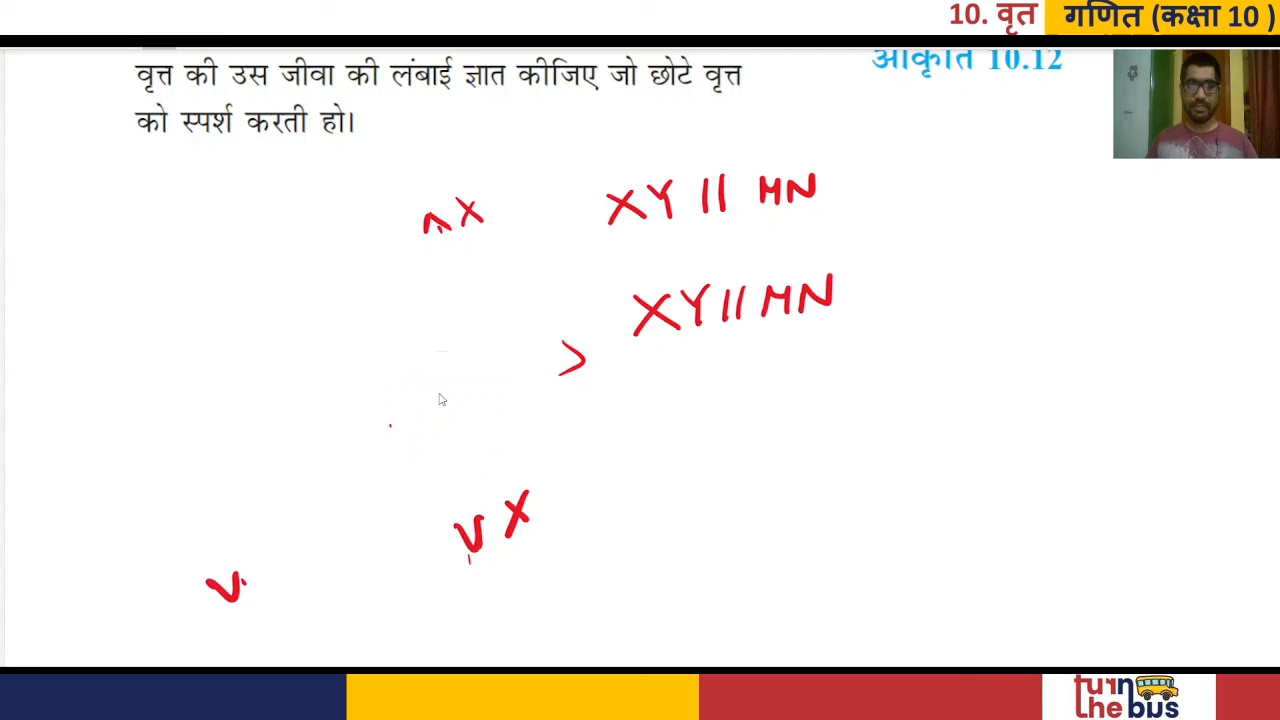 10. वृत गणित (कक्षा 10 )
आकृति 10.12
वृत्त की उस जीवा की लंबाई ज्ञात कीजिए जो छोटे वृत्त
को स्पर्श करती हो।
X XY || MN
XY || MN
>
V X
V
turn
the bus